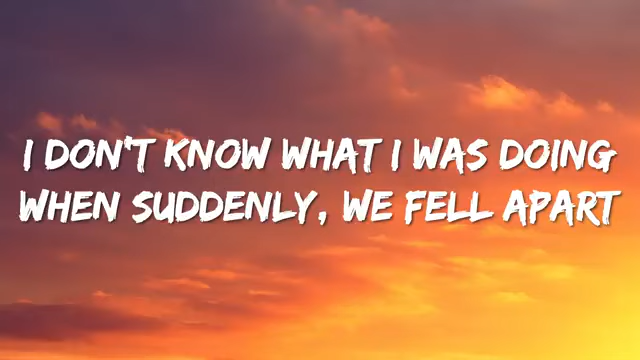 I DON'T KNOW WHAT I WAS DOING
WHEN SUDDENLY, WE FELL APART